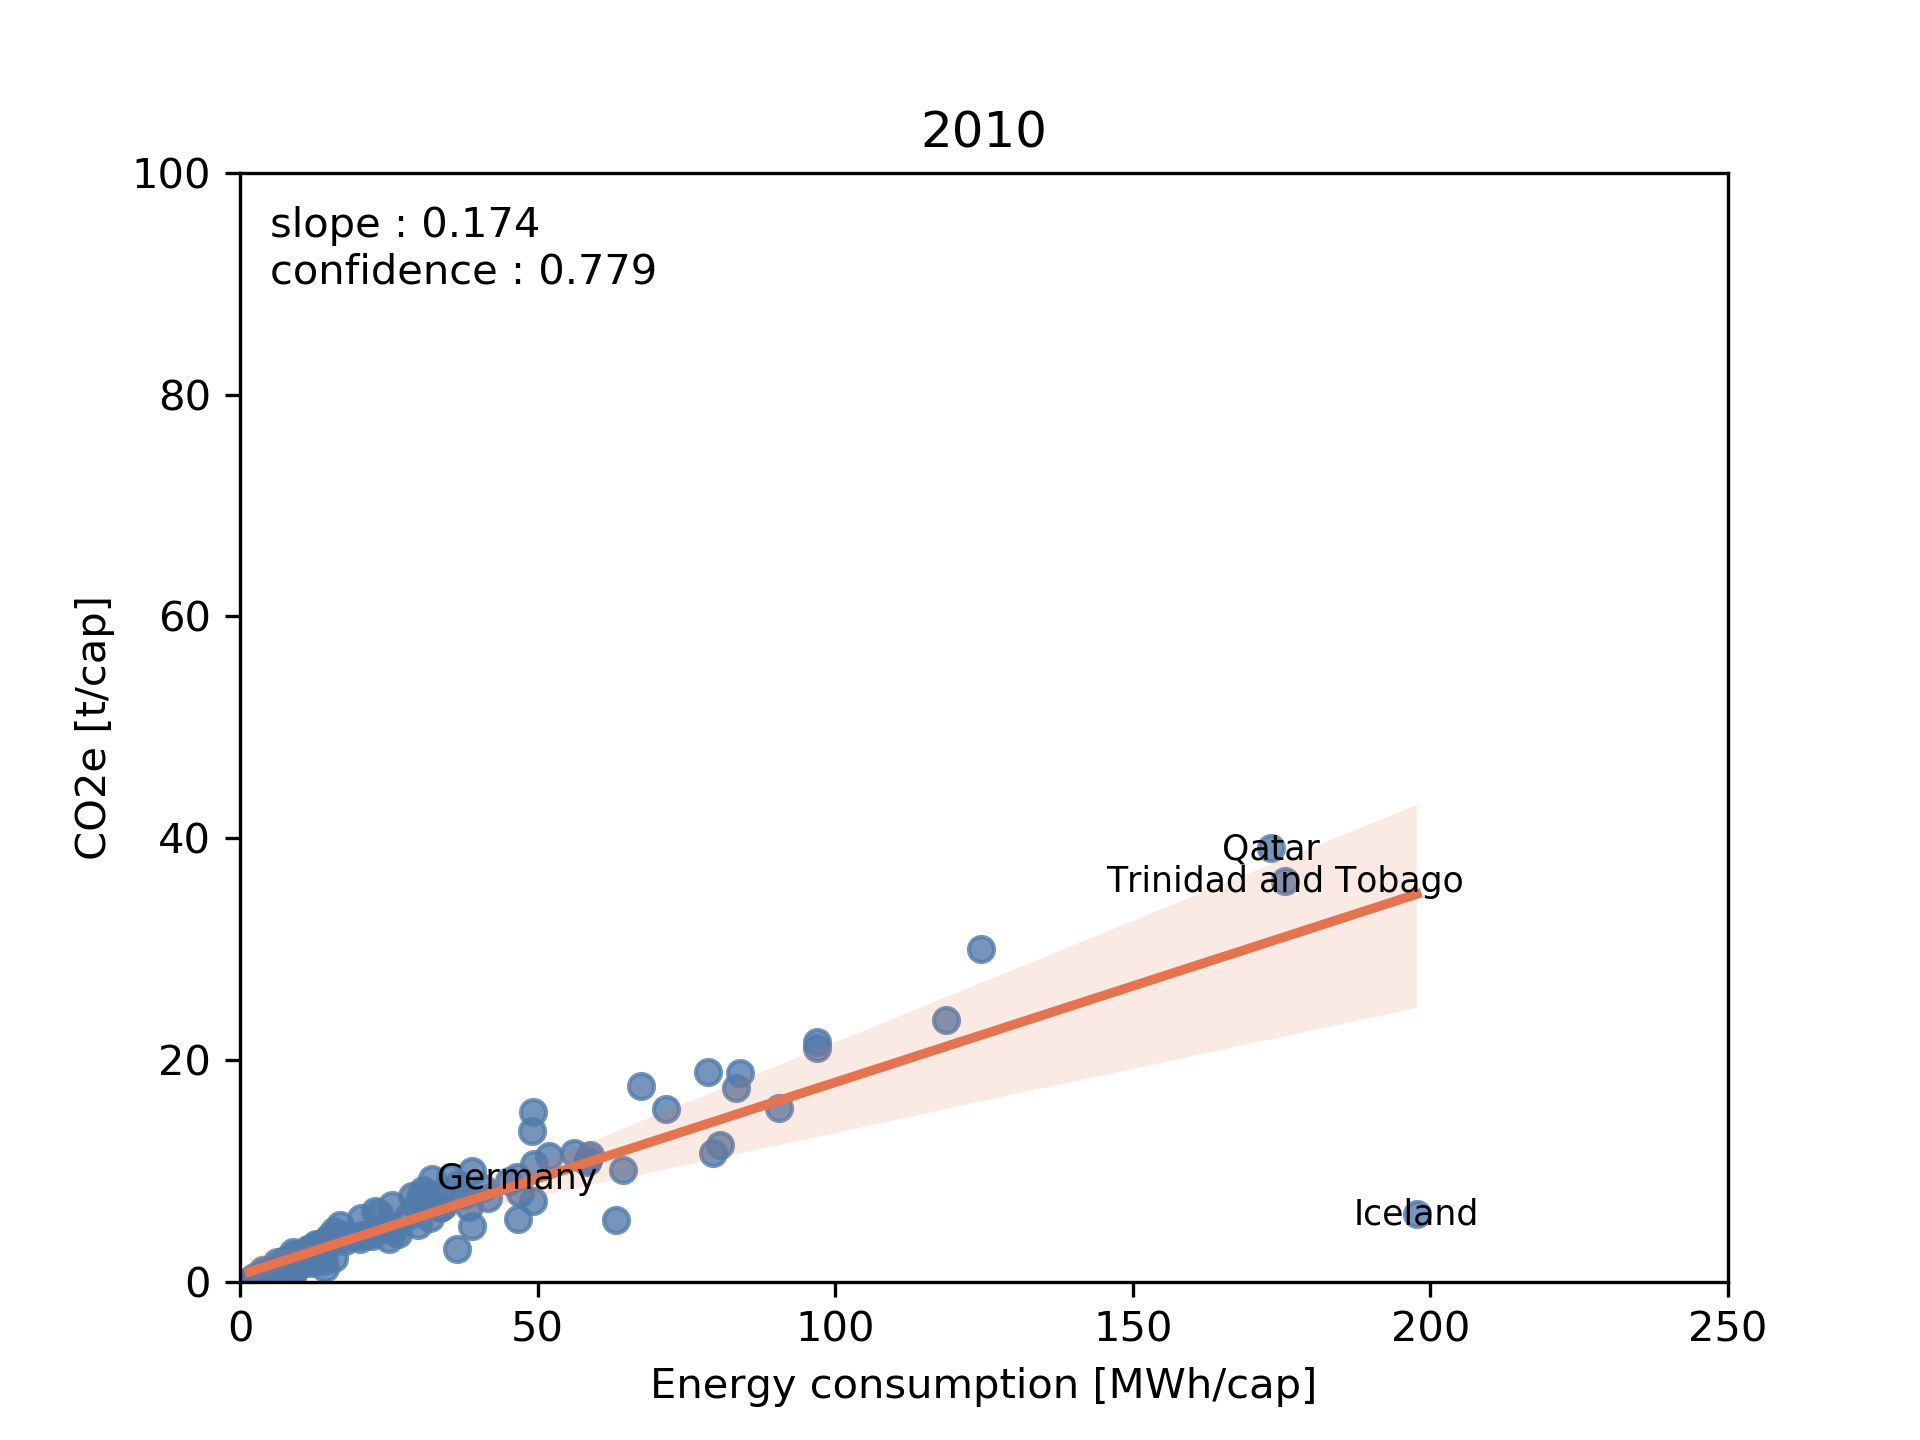 2010
100
slope : 0.174
confidence : 0.779
80
60
CO2e [t/cap]
40
Qatar
Trinidad and Tobago
20
Germany
Iceland
0
0 50 100 150 200 250
Energy consumption [MWh/cap]